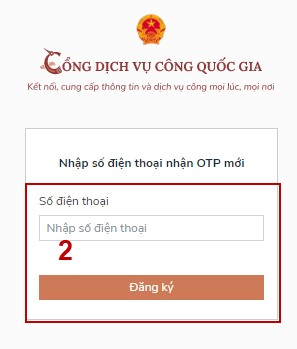 CỔNG DỊCH VỤ CÔNG QUỐC GIA
Kết nối, cung cấp thông tin và dịch vụ công mọi lúc, mọi nơi
Nhập số điện thoại nhận OTP mới
Số điện thoại
Nhập số điện thoại
2
Đăng ký